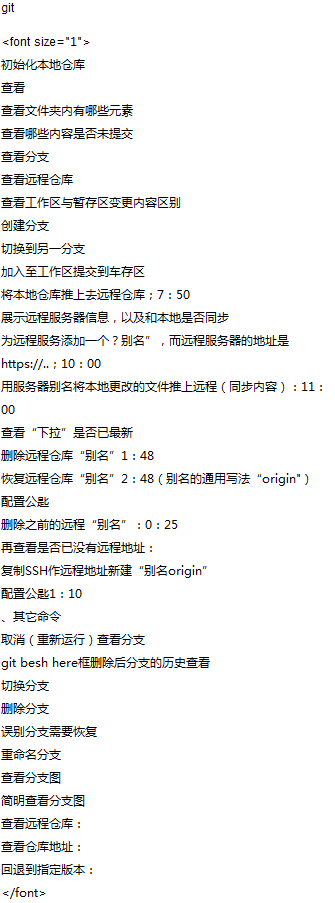 git
<font size="1">
初始化本地仓库
查看
查看文件夹内有哪些元素
查看哪些内容是否未提交
查看分支
查看远程仓库
查看工作区与暂存区变更内容区别
创建分支
切换到另一分支
加入至工作区提交到车存区
将本地仓库推上去远程仓库；7：50
展示远程服务器信息，以及和本地是否同步
为远程服务添加一个？别名”，而远程服务器的地址是
https://..；10：00
用服务器别名将本地更改的文件推上远程（同步内容）：11：
00
查看“下拉”是否已最新
删除远程仓库“别名”1：48
恢复远程仓库“别名”2：48（别名的通用写法“origin"）
配置公匙
删除之前的远程“别名”：0：25
再查看是否已没有远程地址：
复制SSH作远程地址新建“别名origin”
配置公匙1：10
、其它命令
取消（重新运行）查看分支
git besh here框删除后分支的历史查看
切换分支
删除分支
误别分支需要恢复
重命名分支
查看分支图
简明查看分支图
查看远程仓库：
查看仓库地址：
回退到指定版本：
</font>